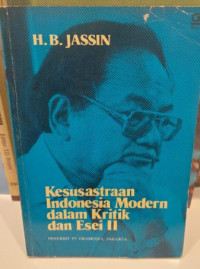 H.B. JASSIN
Kesusastraan
Indonesia Modern
dalam Kritik
dan Esei II
PENERBIT PT GRAMEDIA, JAKARTA